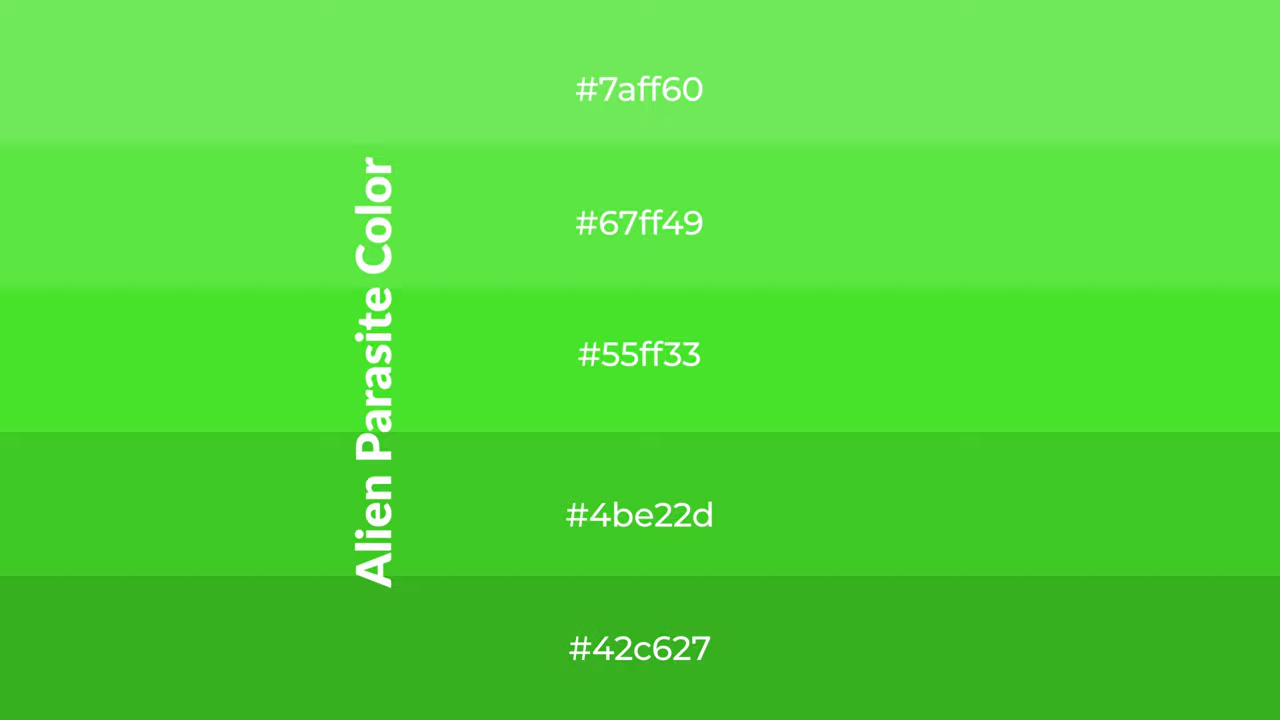 Alien Parasite Color
#7aff60
#67ff49
#55ff33
#4be22d
#42c627